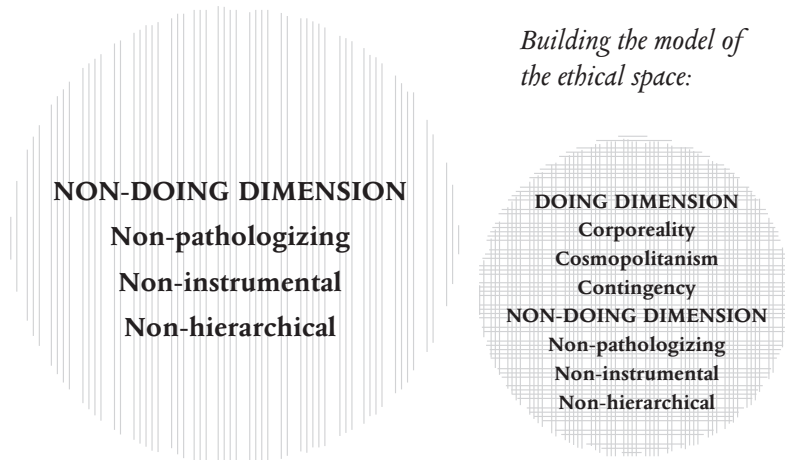 Building the model of
the ethical space:
NON-DOING DIMENSION
Non-pathologizing
Non-instrumental
Non-hierarchical
DOING DIMENSION
Corporeality
Cosmopolitanism
Contingency
NON-DOING DIMENSION
Non-pathologizing
Non-instrumental
Non-hierarchical